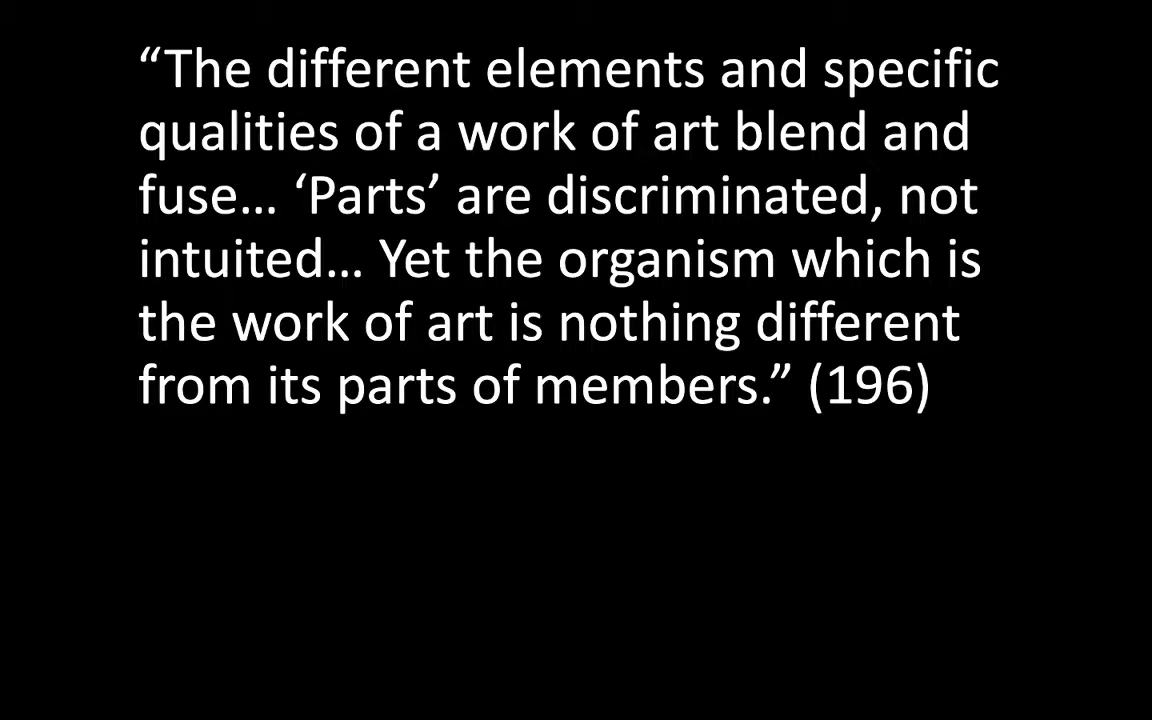 “The different elements and specific
qualities of a work of art blend and
fuse… ‘Parts’ are discriminated, not
intuited… Yet the organism which is
the work of art is nothing different
from its parts of members.” (196)